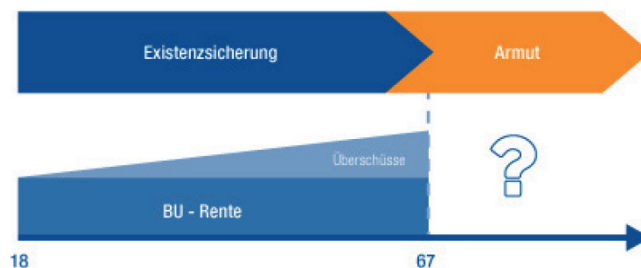 Existenzsicherung
Armut
Überschüsse
?
BU - Rente
18
67